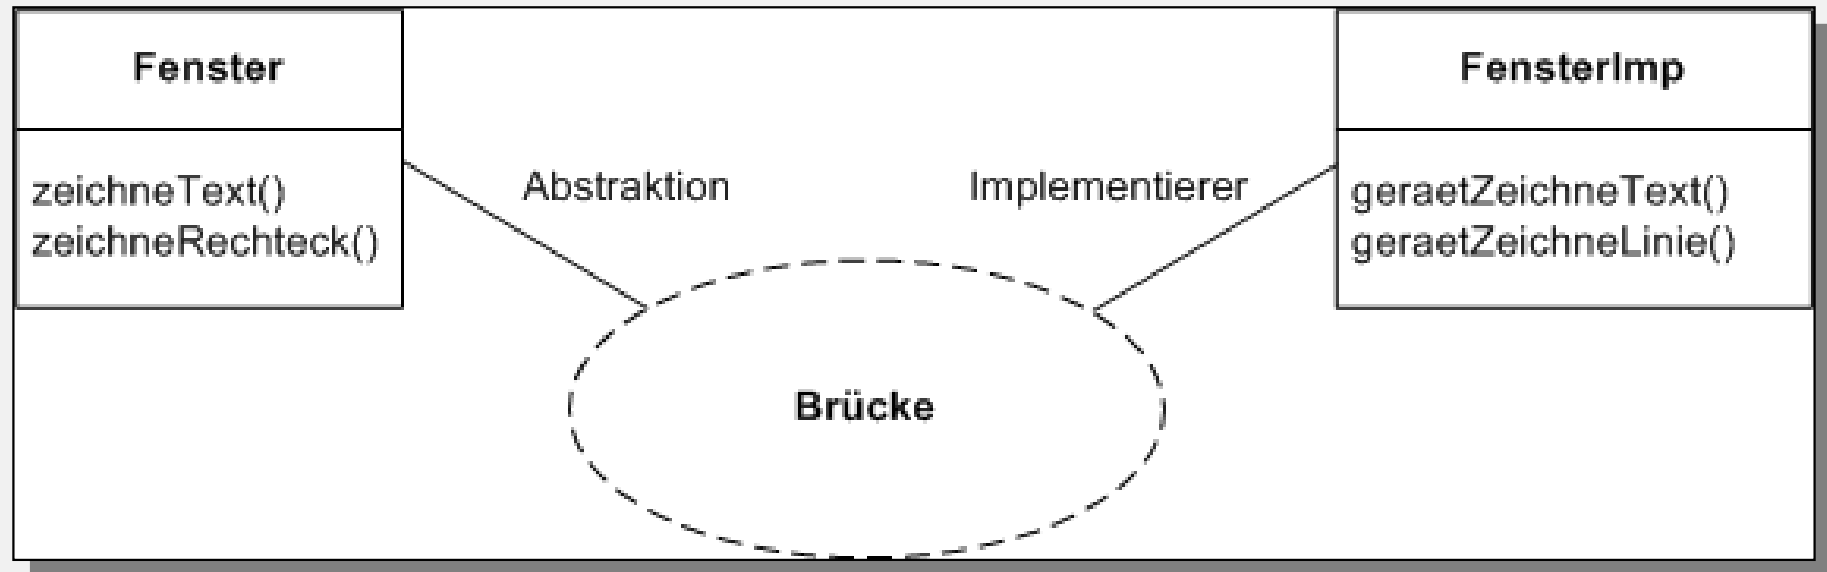 Fenster
zeichneText()
zeichneRechteck()
Abstraktion
Implementierer
FensterImp
geraetZeichneText()
geraetZeichneLinie()
Brücke